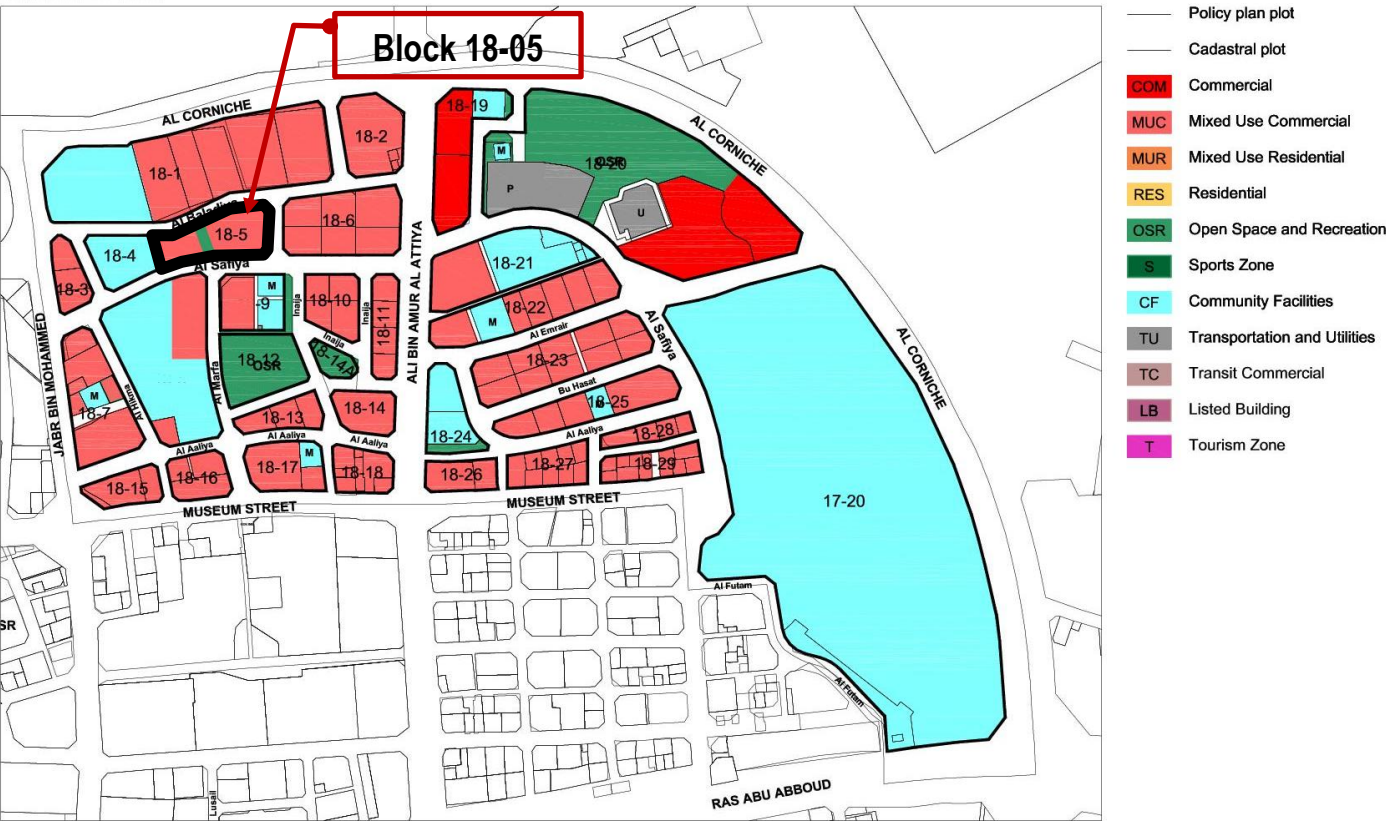 Block 18-05
AL CORNICHE
18-1
18-2
18-19
M
18-20
OSR
P
U
AL CORNICHE
Al Baladiya
18-4
18-5
18-6
Al Safiya
18-3
M
-9
Inaija
18-10
Inaija
18-11
Inaija
18-14A
18-12
OSR
ALI BIN AMUR AL ATTIYA
18-21
18-22
M
Al Emrair
18-23
Al Safiya
Bu Hasat
18-25
M
Al Aaliya
18-28
18-29
18-27
18-26
18-24
AL CORNICHE
17-20
JABR BIN MOHAMMED
M
18-7
Al Hikma
Al Marfa
18-13
18-14
Al Aaliya
Al Aaliya
Al Aaliya
M
18-15
18-16
18-17
18-18
MUSEUM STREET
MUSEUM STREET
Al Futam
Al Futam
SR
Lusail
RAS ABU ABBOUD
Policy plan plot
Cadastral plot
COM Commercial
MUC Mixed Use Commercial
MUR Mixed Use Residential
RES Residential
OSR Open Space and Recreation
S Sports Zone
CF Community Facilities
TU Transportation and Utilities
TC Transit Commercial
LB Listed Building
T Tourism Zone